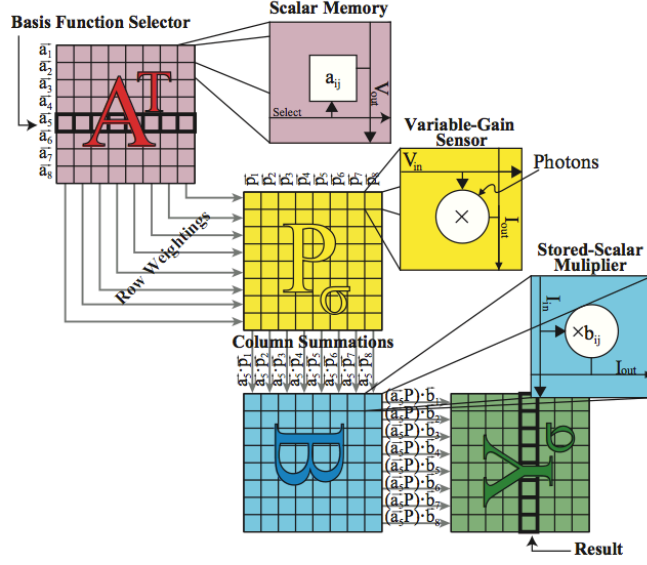 Basis Function Selector
Scalar Memory
a₁
a₂
a₃
a₄
a₅
a₆
a₇
a₈
Aᵀ
aᵢⱼ
Select
Vout
Variable-Gain
Sensor
Vin
Photons
×
Iout
p₁ p₂ p₃ p₄ p₅ p₆ p₇ p₈
Row Weightings
Pσ
Stored-Scalar
Muliplier
Iin
×bᵢⱼ
Iout
Column Summations
a₅·p₁ a₅·p₂ a₅·p₃ a₅·p₄ a₅·p₅ a₅·p₆ a₅·p₇ a₅·p₈
B
(a₅P)·b₁
(a₅P)·b₂
(a₅P)·b₃
(a₅P)·b₄
(a₅P)·b₅
(a₅P)·b₆
(a₅P)·b₇
(a₅P)·b₈
Yσ
Result